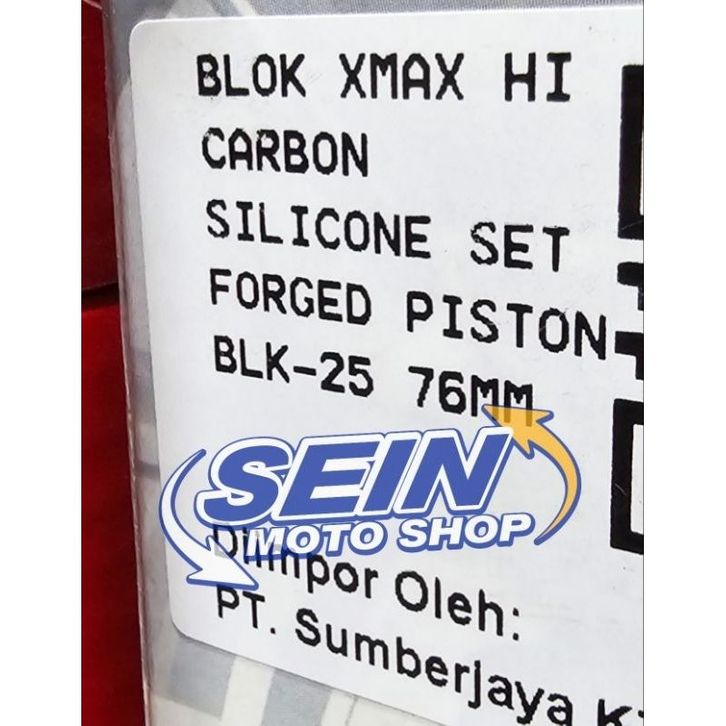 BLOK XMAX HI
CARBON
SILICONE SET
FORGED PISTON
BLK-25 76MM
SEIN
MOTO SHOP
Diimpor Oleh:
PT. Sumberjaya